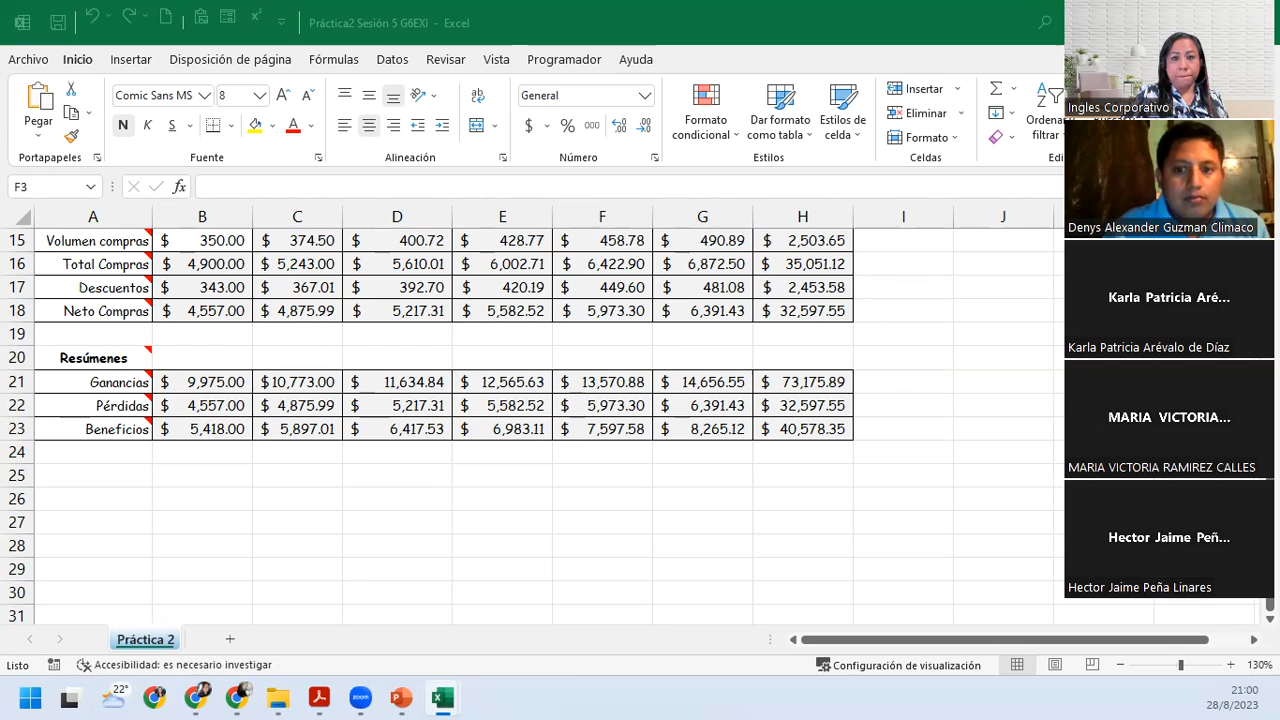 Práctica2 Sesión 5 G6EXI - Excel
Archivo Inicio Insertar Disposición de página Fórmulas Programador Ayuda
Pegar
Portapapeles
Comic Sans MS 8
N K S
Fuente
Alineación
General
$ % 000
Número
Formato condicional
Dar formato como tabla
Estilos de celda
Estilos
Insertar
Eliminar
Formato
Celdas
Ordenar
filtrar
F3
fx
A B C D E F G H I J
15 Volumen compras $ 350.00 $ 374.50 $ 400.72 $ 428.77 $ 458.78 $ 490.89 $ 2,503.65
16 Total Compras $ 4,900.00 $ 5,243.00 $ 5,610.01 $ 6,002.71 $ 6,422.90 $ 6,872.50 $ 35,051.12
17 Descuentos $ 343.00 $ 367.01 $ 392.70 $ 420.19 $ 449.60 $ 481.08 $ 2,453.58
18 Neto Compras $ 4,557.00 $ 4,875.99 $ 5,217.31 $ 5,582.52 $ 5,973.30 $ 6,391.43 $ 32,597.55
19
20 Resúmenes
21 Ganancias $ 9,975.00 $ 10,773.00 $ 11,634.84 $ 12,565.63 $ 13,570.88 $ 14,656.55 $ 73,175.89
22 Pérdidas $ 4,557.00 $ 4,875.99 $ 5,217.31 $ 5,582.52 $ 5,973.30 $ 6,391.43 $ 32,597.55
23 Beneficios $ 5,418.00 $ 5,897.01 $ 6,417.53 $ 6,983.11 $ 7,597.58 $ 8,265.12 $ 40,578.35
24
25
26
27
28
29
30
31
Práctica 2
Listo
Accesibilidad: es necesario investigar
Configuración de visualización
130%
22°
21:00
28/8/2023
Ingles Corporativo
Denys Alexander Guzman Climaco
Karla Patricia Aré...
Karla Patricia Arévalo de Díaz
MARIA VICTORIA...
MARIA VICTORIA RAMIREZ CALLES
Hector Jaime Peñ...
Hector Jaime Peña Linares